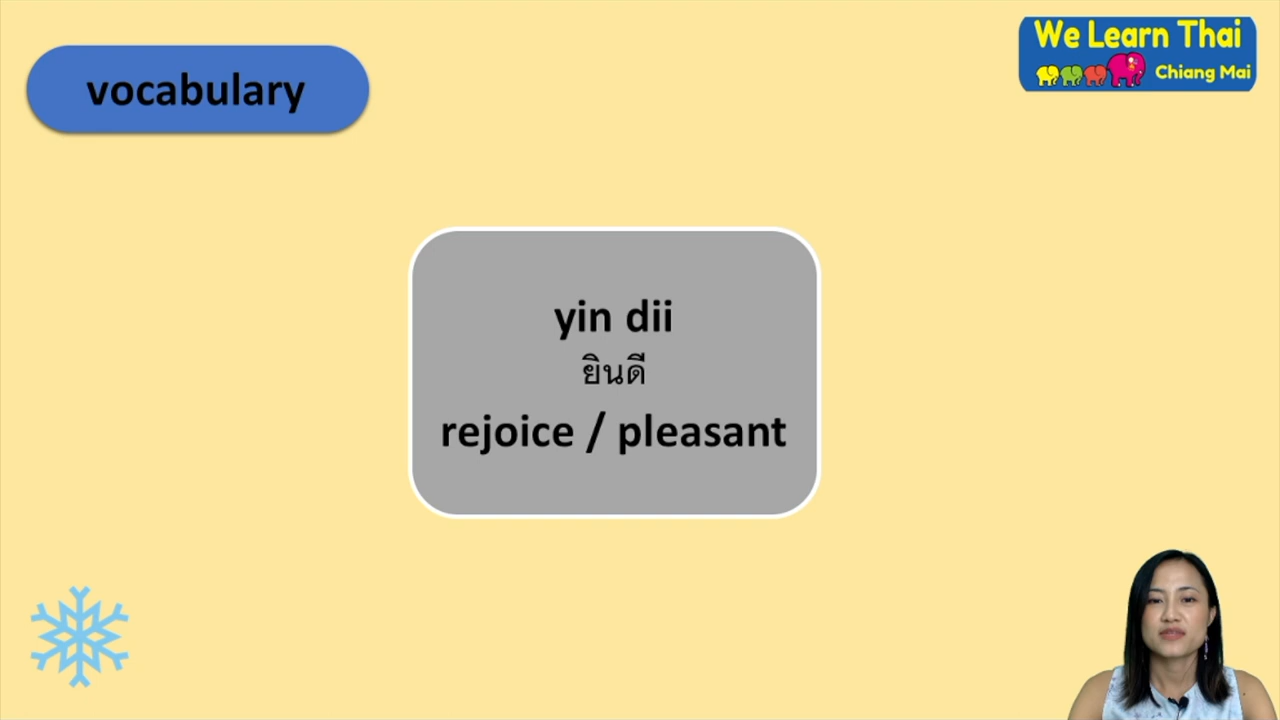 vocabulary
We Learn Thai
Chiang Mai
yin dii
ยินดี
rejoice / pleasant